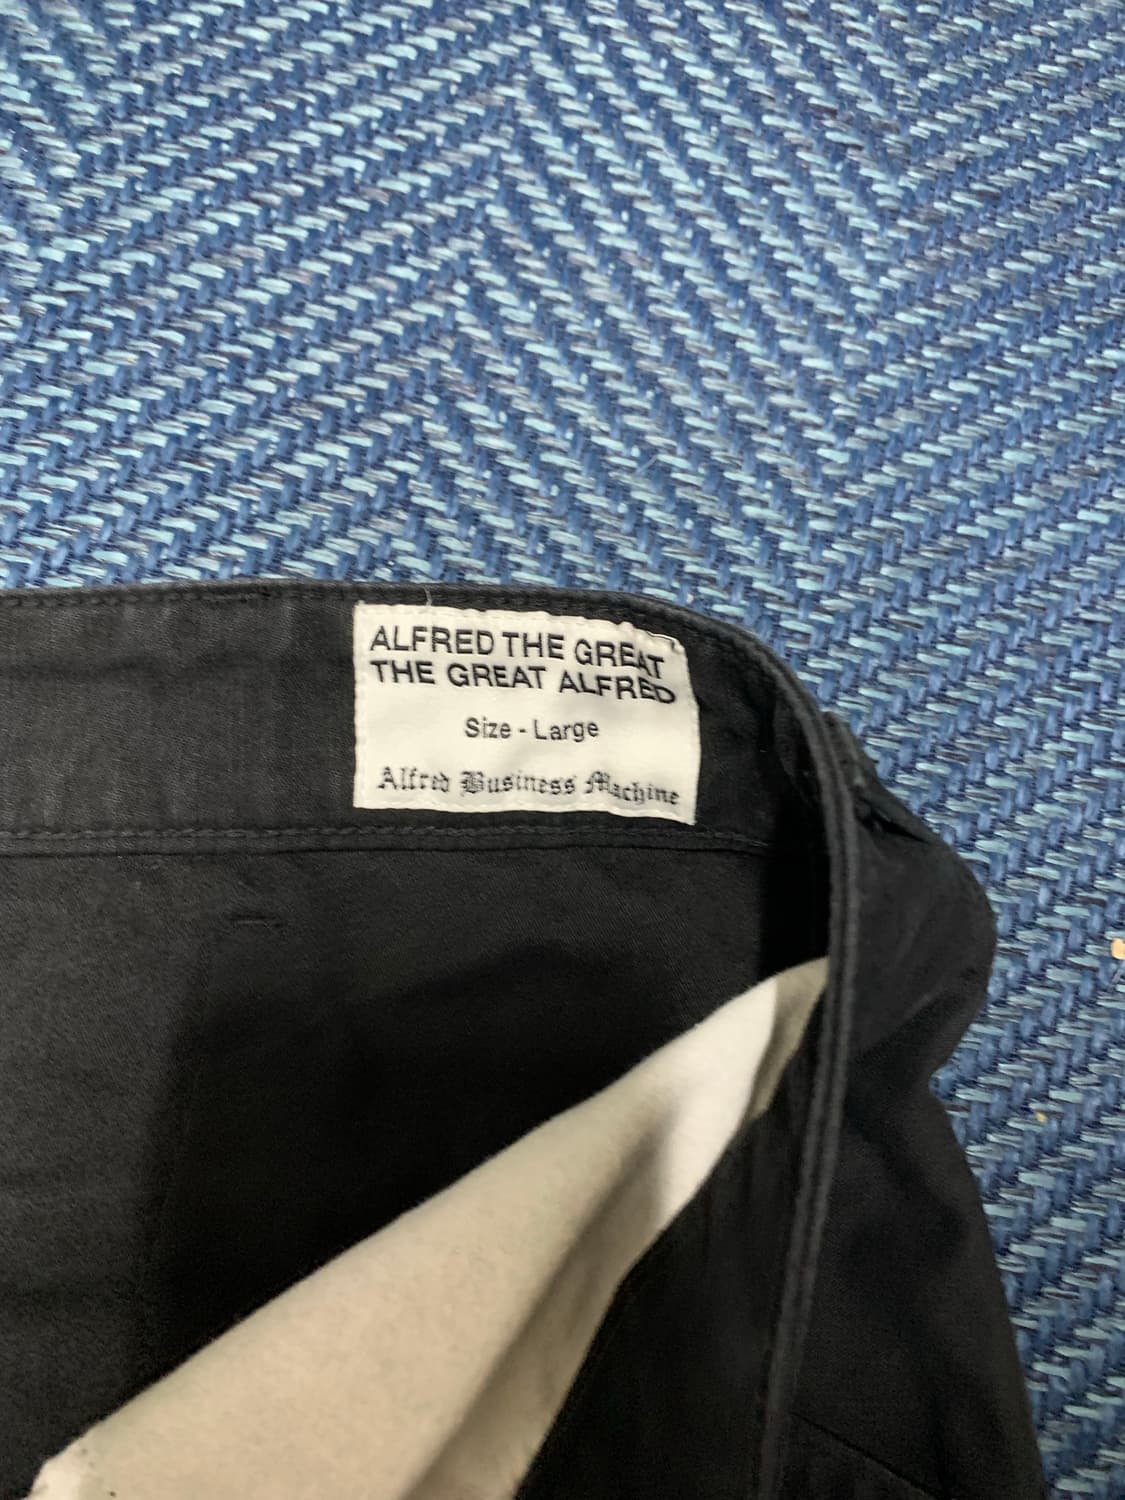 ALFRED THE GREAT
THE GREAT ALFRED
Size - Large
Alfred Business Machine